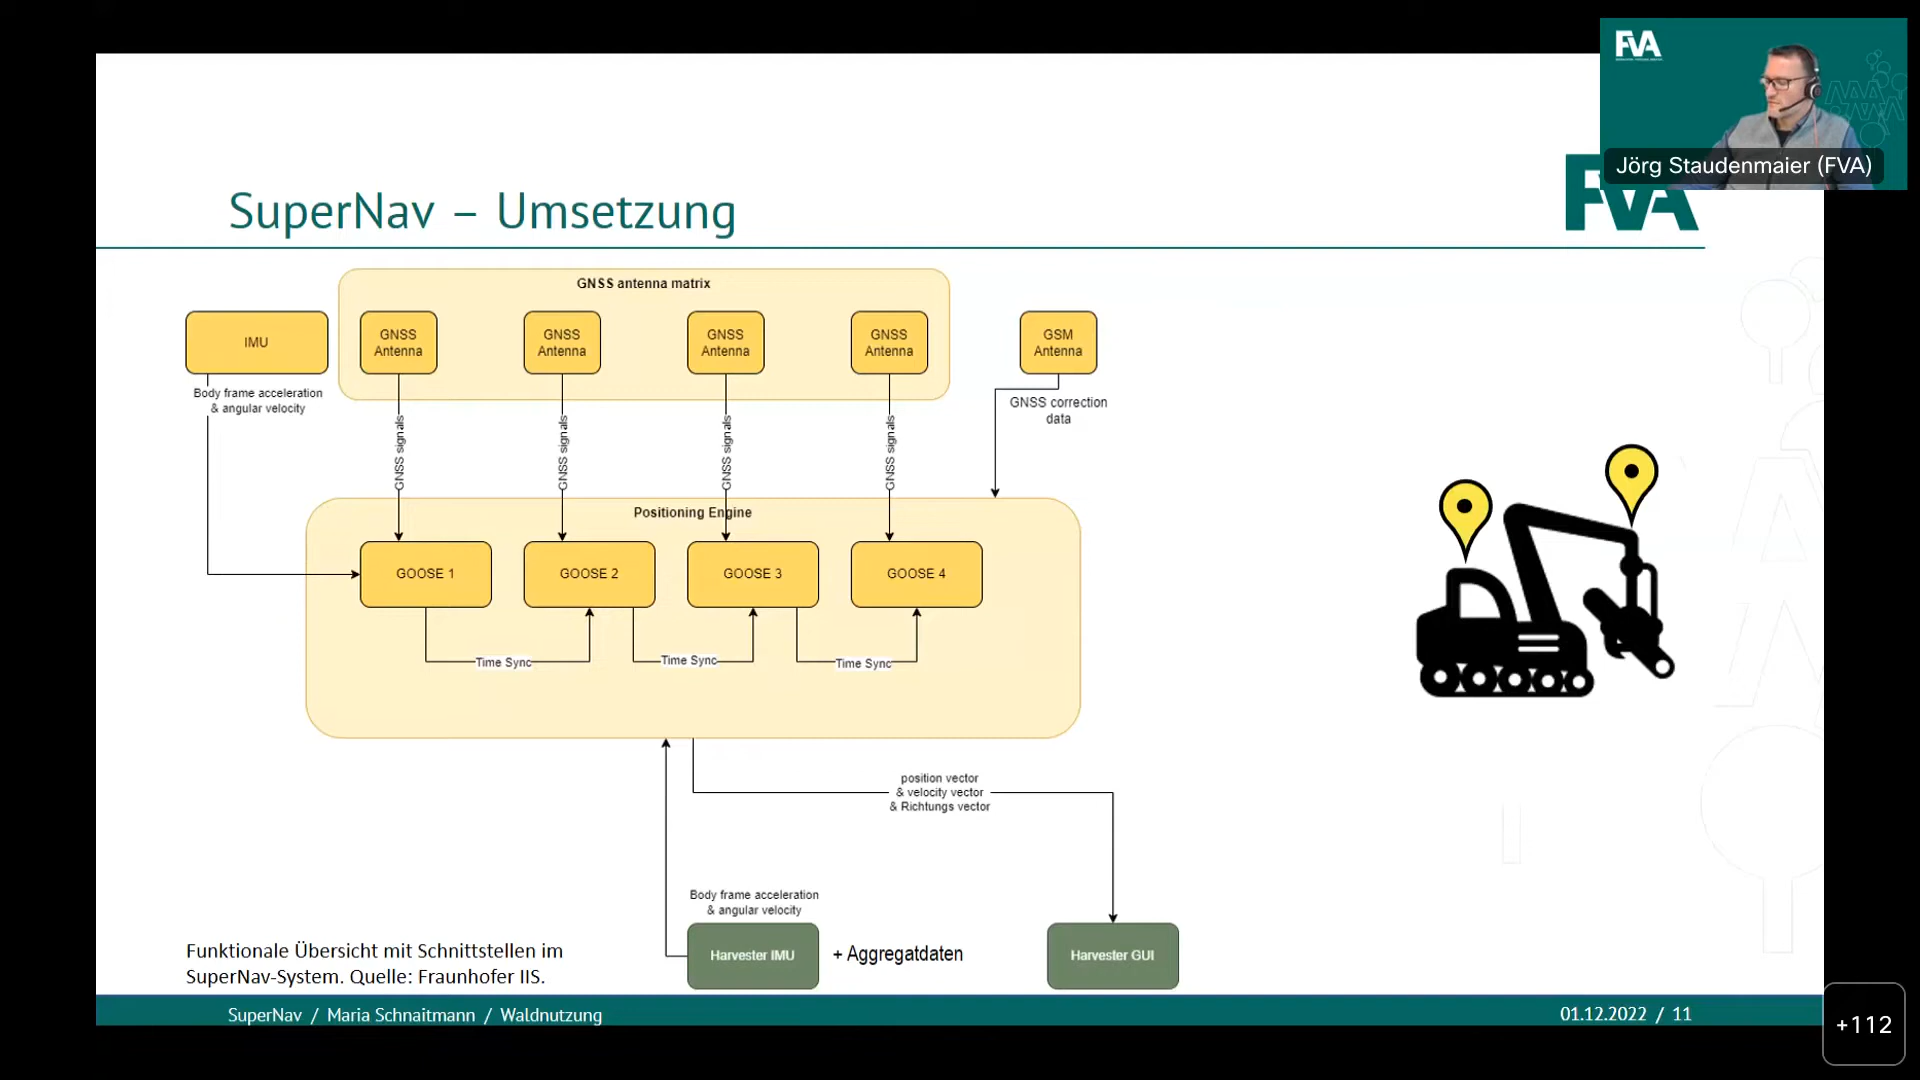 FVA
Jörg Staudenmaier (FVA)
FVA
SuperNav – Umsetzung
GNSS antenna matrix
IMU
GNSS
Antenna
GNSS
Antenna
GNSS
Antenna
GNSS
Antenna
GSM
Antenna
Body frame acceleration
& angular velocity
GNSS signals
GNSS signals
GNSS signals
GNSS signals
GNSS correction
data
Positioning Engine
GOOSE 1
GOOSE 2
GOOSE 3
GOOSE 4
Time Sync
Time Sync
Time Sync
position vector
& velocity vector
& Richtungs vector
Body frame acceleration
& angular velocity
Harvester IMU
+ Aggregatdaten
Harvester GUI
Funktionale Übersicht mit Schnittstellen im
SuperNav-System. Quelle: Fraunhofer IIS.
SuperNav / Maria Schnaitmann / Waldnutzung
01.12.2022 / 11
+112